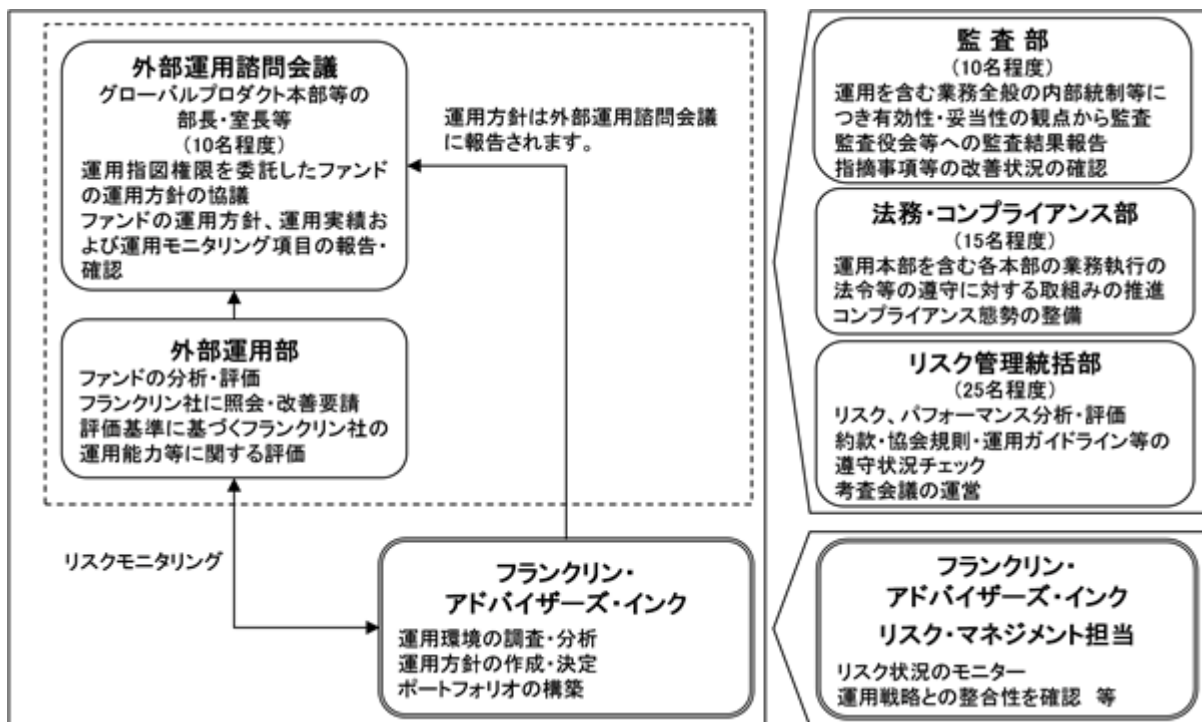 外部運用諮問会議
グローバルプロダクト本部等の
部長・室長等
(10名程度)
運用指図権限を委託したファンド
の運用方針の協議
ファンドの運用方針、運用実績お
よび運用モニタリング項目の報告・
確認
運用方針は外部運用諮問会議
に報告されます。
外部運用部
ファンドの分析・評価
フランクリン社に照会・改善要請
評価基準に基づくフランクリン社の
運用能力等に関する評価
リスクモニタリング
フランクリン・
アドバイザーズ・インク
運用環境の調査・分析
運用方針の作成・決定
ポートフォリオの構築
監査部
(10名程度)
運用を含む業務全般の内部統制等に
つき有効性・妥当性の観点から監査
監査役会等への監査結果報告
指摘事項等の改善状況の確認
法務・コンプライアンス部
(15名程度)
運用本部を含む各本部の業務執行の
法令等の遵守に対する取組みの推進
コンプライアンス態勢の整備
リスク管理統括部
(25名程度)
リスク、パフォーマンス分析・評価
約款・協会規則・運用ガイドライン等の
遵守状況チェック
考査会議の運営
フランクリン・
アドバイザーズ・インク
リスク・マネジメント担当
リスク状況のモニター
運用戦略との整合性を確認 等